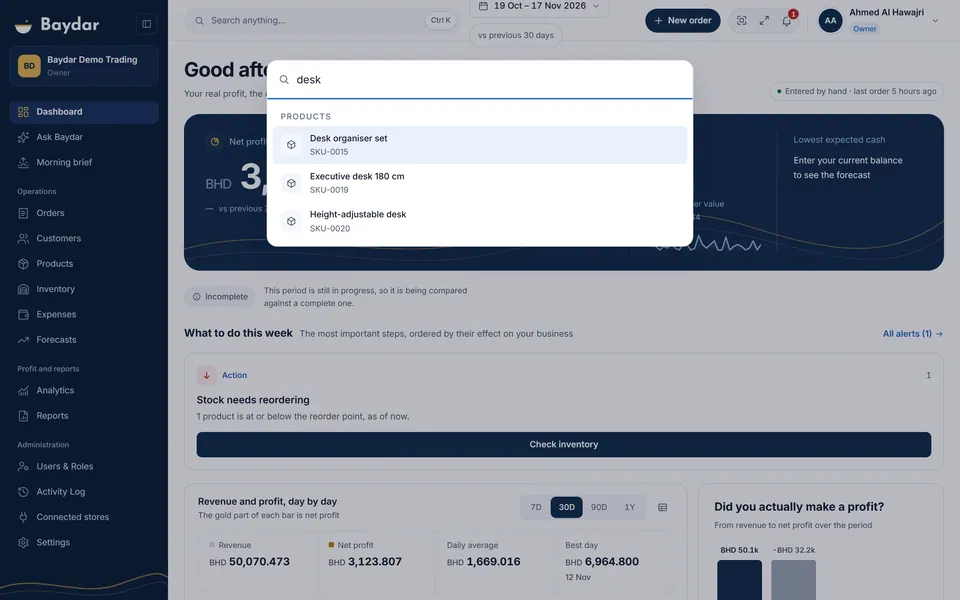 Baydar
BD
Baydar Demo Trading
Owner
Dashboard
Ask Baydar
Morning brief
Operations
Orders
Customers
Products
Inventory
Expenses
Forecasts
Profit and reports
Analytics
Reports
Administration
Users & Roles
Activity Log
Connected stores
Settings
Search anything...
Ctrl K
19 Oct – 17 Nov 2026
vs previous 30 days
New order
1
AA
Ahmed Al Hawajri
Owner
Good
Your real profit, the
Entered by hand · last order 5 hours ago
desk
PRODUCTS
Desk organiser set
SKU-0015
Executive desk 180 cm
SKU-0019
Height-adjustable desk
SKU-0020
Net
BHD 3,
vs previous
value
Lowest expected cash
Enter your current balance
to see the forecast
Incomplete
This period is still in progress, so it is being compared
against a complete one.
What to do this week
The most important steps, ordered by their effect on your business
All alerts (1) →
Action
1
Stock needs reordering
1 product is at or below the reorder point, as of now.
Check inventory
Revenue and profit, day by day
The gold part of each bar is net profit
7D
30D
90D
1Y
Revenue
BHD 50,070.473
Net profit
BHD 3,123.807
Daily average
BHD 1,669.016
Best day
BHD 6,964.800
12 Nov
Did you actually make a profit?
From revenue to net profit over the period
BHD 50.1k
-BHD 32.2k